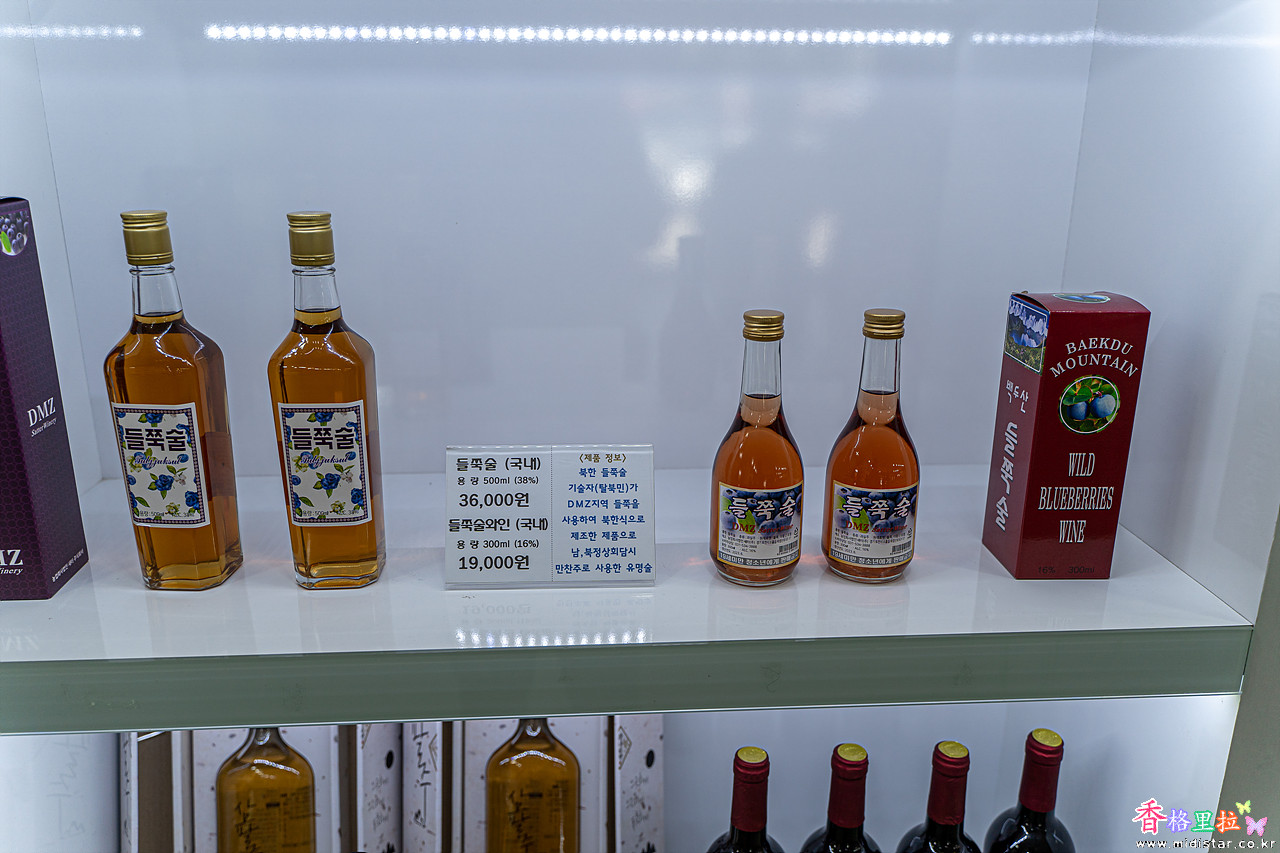 DMZ
DMZ
들쭉술
500ml
들쭉술
들쭉술 (국내)
용 량 500ml (38%)
36,000원
들쭉술와인 (국내)
용 량 300ml (16%)
19,000원
<제품 정보>
북한 들쭉술
기술자(탈북민)가
DMZ지역 들쭉을
사용하여 북한식으로
제조한 제품으로
남,북정상회담시
만찬주로 사용한 유명술
들쭉술
DMZ
들쭉술
DMZ
백두산
들쭉술
BAEKDU
MOUNTAIN
WILD
BLUEBERRIES
WINE
16% 300ml
香格里拉
www.midistar.co.kr